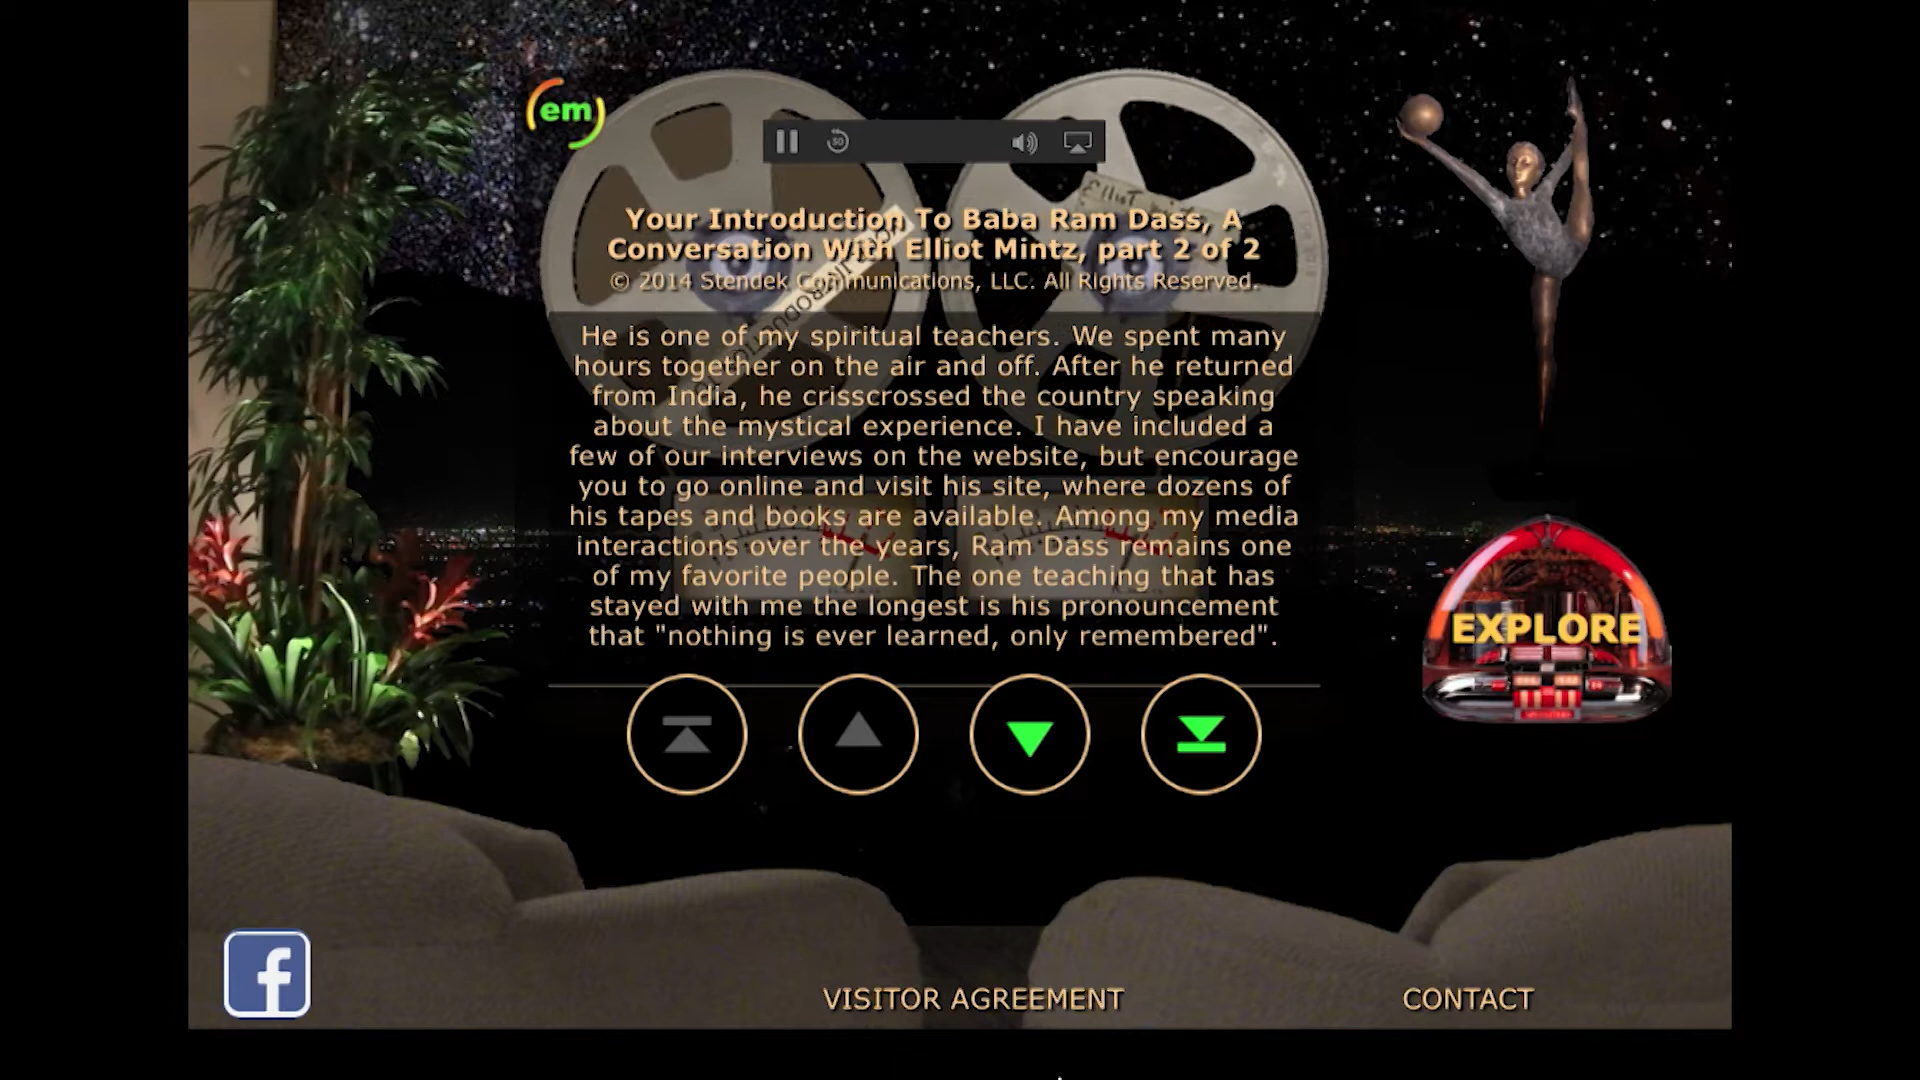 em
30
Your Introduction To Baba Ram Dass, A
Conversation With Elliot Mintz, part 2 of 2
© 2014 Stendek Communications, LLC. All Rights Reserved.
He is one of my spiritual teachers. We spent many
hours together on the air and off. After he returned
from India, he crisscrossed the country speaking
about the mystical experience. I have included a
few of our interviews on the website, but encourage
you to go online and visit his site, where dozens of
his tapes and books are available. Among my media
interactions over the years, Ram Dass remains one
of my favorite people. The one teaching that has
stayed with me the longest is his pronouncement
that "nothing is ever learned, only remembered".
EXPLORE
f
VISITOR AGREEMENT
CONTACT